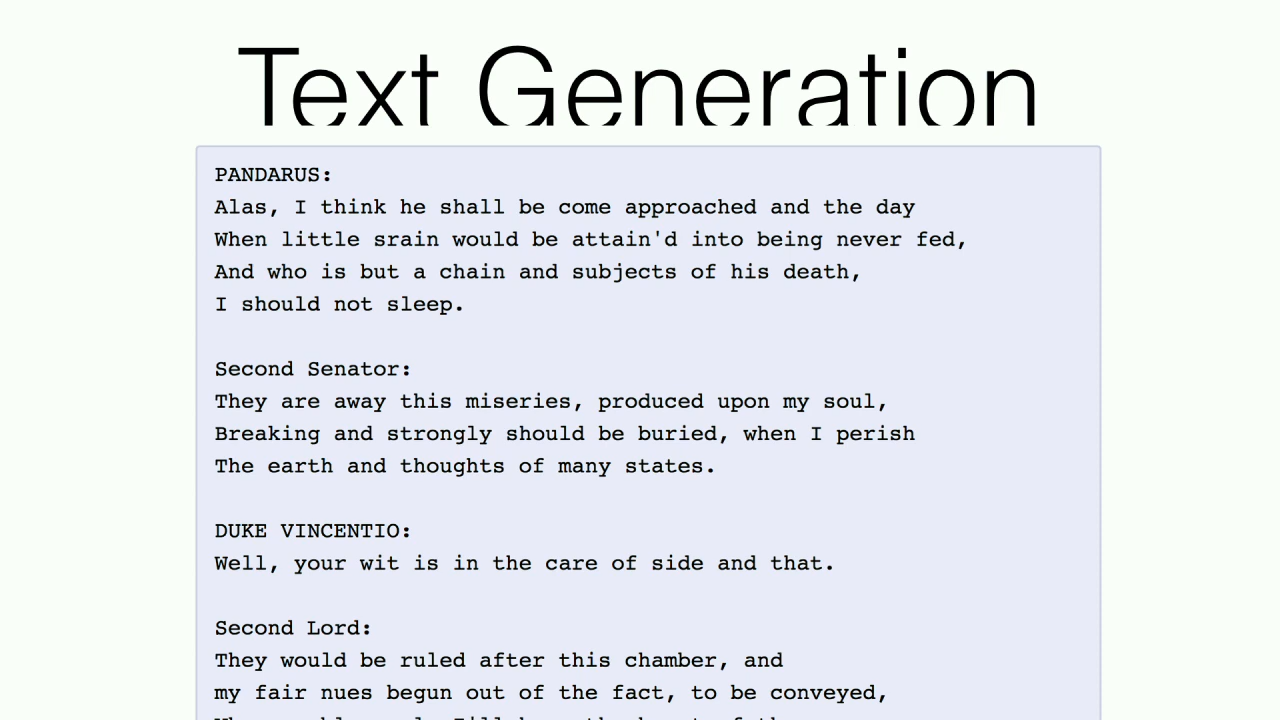 Text Generation
PANDARUS:
Alas, I think he shall be come approached and the day
When little srain would be attain'd into being never fed,
And who is but a chain and subjects of his death,
I should not sleep.
Second Senator:
They are away this miseries, produced upon my soul,
Breaking and strongly should be buried, when I perish
The earth and thoughts of many states.
DUKE VINCENTIO:
Well, your wit is in the care of side and that.
Second Lord:
They would be ruled after this chamber, and
my fair nues begun out of the fact, to be conveyed,